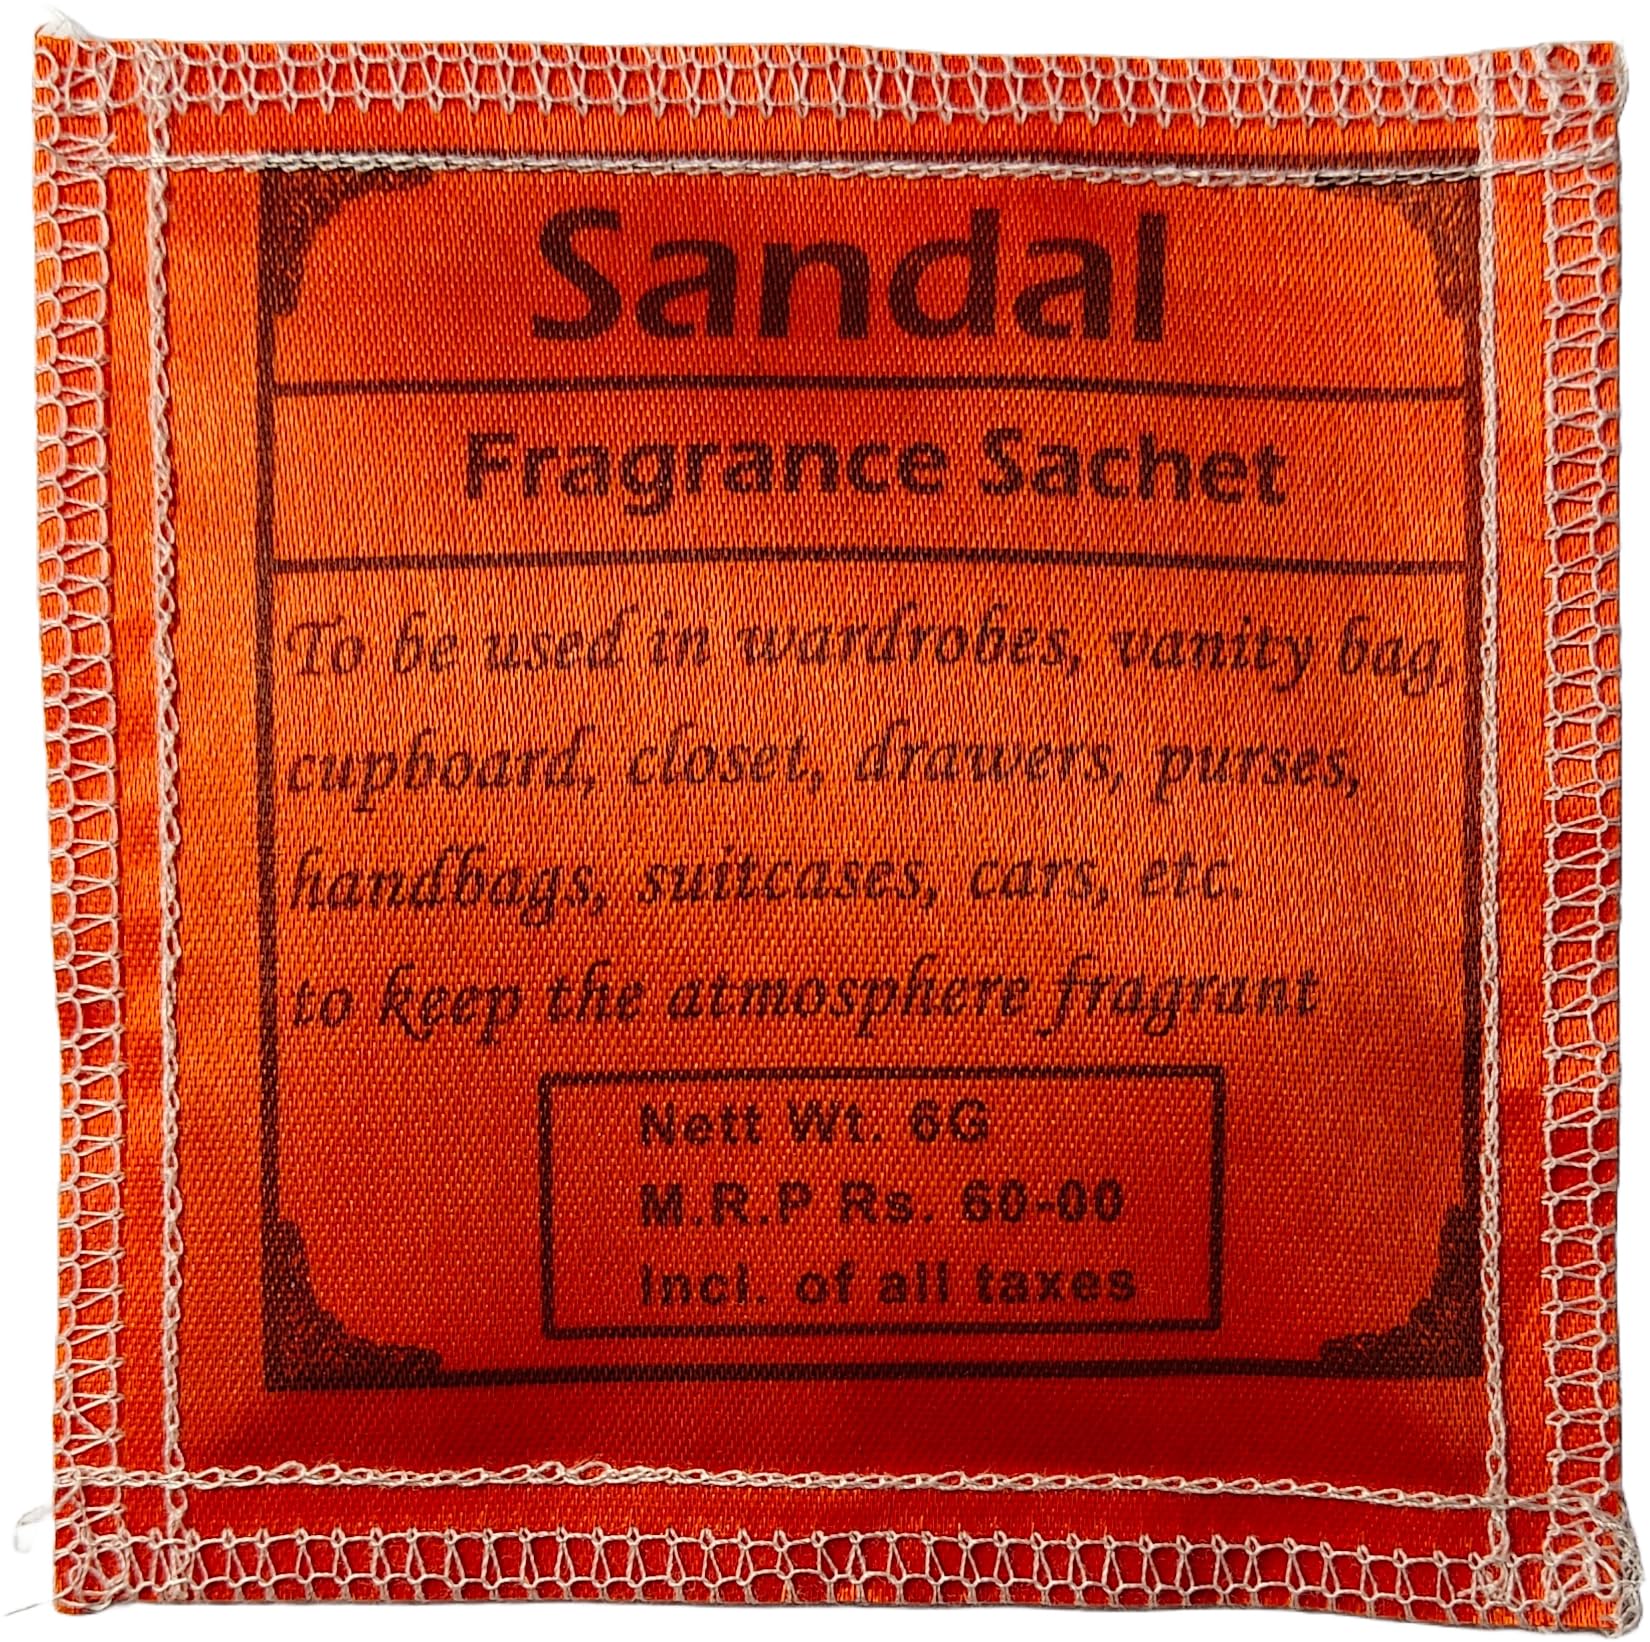 Sandal
Fragrance Sachet
To be used in wardrobes, vanity bag,
cupboard, closet, drawers, purses,
handbags, suitcases, cars, etc.
to keep the atmosphere fragrant
Nett Wt. 6G
M.R.P Rs. 60-00
Incl. of all taxes